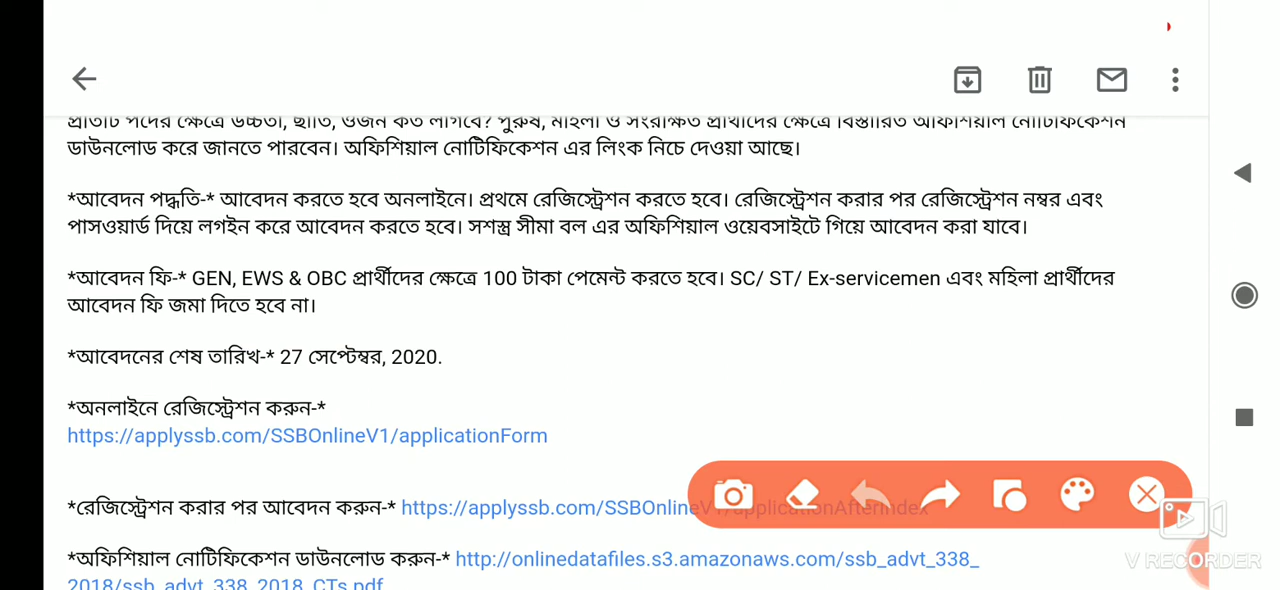 প্রতিটি পদের ক্ষেত্রে উচ্চতা, ছাতি, ওজন কত লাগবে? পুরুষ, মহিলা ও সংরক্ষিত প্রার্থীদের ক্ষেত্রে বিস্তারিত অফিশিয়াল নোটিফিকেশন
ডাউনলোড করে জানতে পারবেন। অফিশিয়াল নোটিফিকেশন এর লিংক নিচে দেওয়া আছে।
*আবেদন পদ্ধতি-* আবেদন করতে হবে অনলাইনে। প্রথমে রেজিস্ট্রেশন করতে হবে। রেজিস্ট্রেশন করার পর রেজিস্ট্রেশন নম্বর এবং
পাসওয়ার্ড দিয়ে লগইন করে আবেদন করতে হবে। সশস্ত্র সীমা বল এর অফিশিয়াল ওয়েবসাইটে গিয়ে আবেদন করা যাবে।
*আবেদন ফি-* GEN, EWS & OBC প্রার্থীদের ক্ষেত্রে 100 টাকা পেমেন্ট করতে হবে। SC/ ST/ Ex-servicemen এবং মহিলা প্রার্থীদের
আবেদন ফি জমা দিতে হবে না।
*আবেদনের শেষ তারিখ-* 27 সেপ্টেম্বর, 2020.
*অনলাইনে রেজিস্ট্রেশন করুন-*
https://applyssb.com/SSBOnlineV1/applicationForm
*রেজিস্ট্রেশন করার পর আবেদন করুন-* https://applyssb.com/SSBOnlineV1/applicationAfterIndex
*অফিশিয়াল নোটিফিকেশন ডাউনলোড করুন-* http://onlinedatafiles.s3.amazonaws.com/ssb_advt_338_
2018/ssb_advt_338_2018_CTs.pdf
V RECORDER